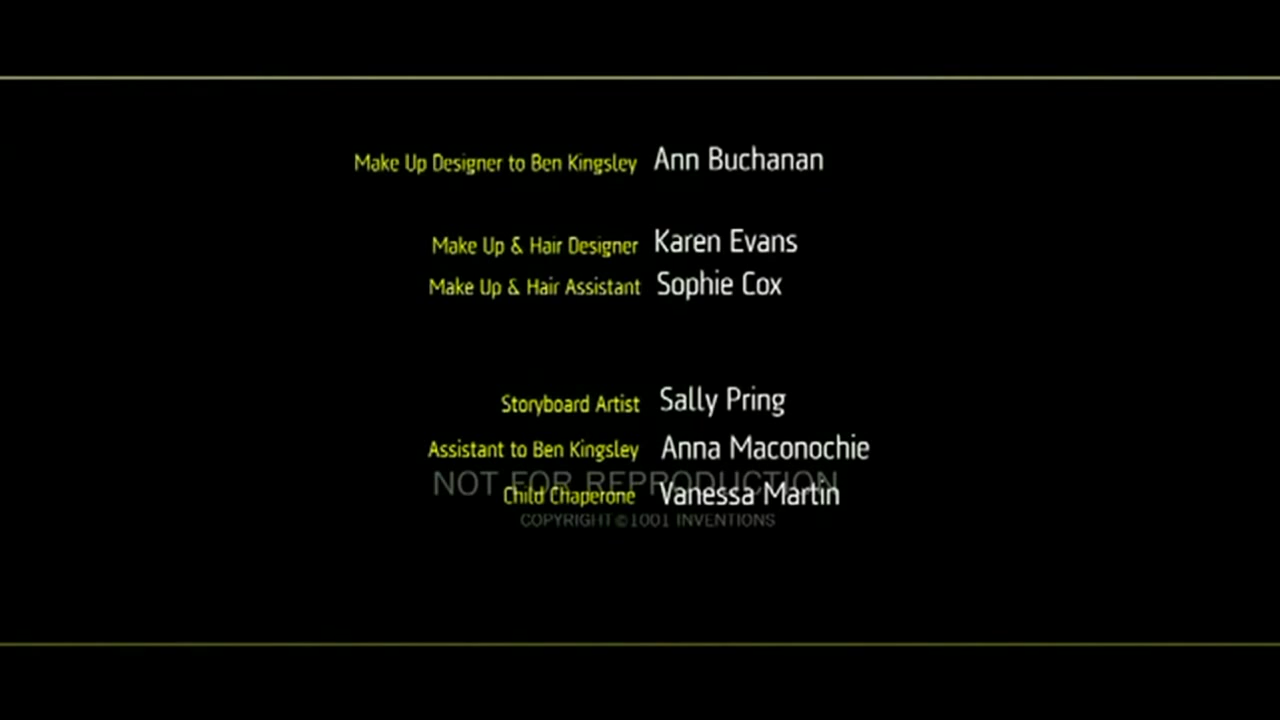 Make Up Designer to Ben Kingsley Ann Buchanan
Make Up & Hair Designer Karen Evans
Make Up & Hair Assistant Sophie Cox
Storyboard Artist Sally Pring
Assistant to Ben Kingsley Anna Maconochie
NOT FOR REPRODUCTION
Child Chaperone Vanessa Martin
COPYRIGHT©1001 INVENTIONS